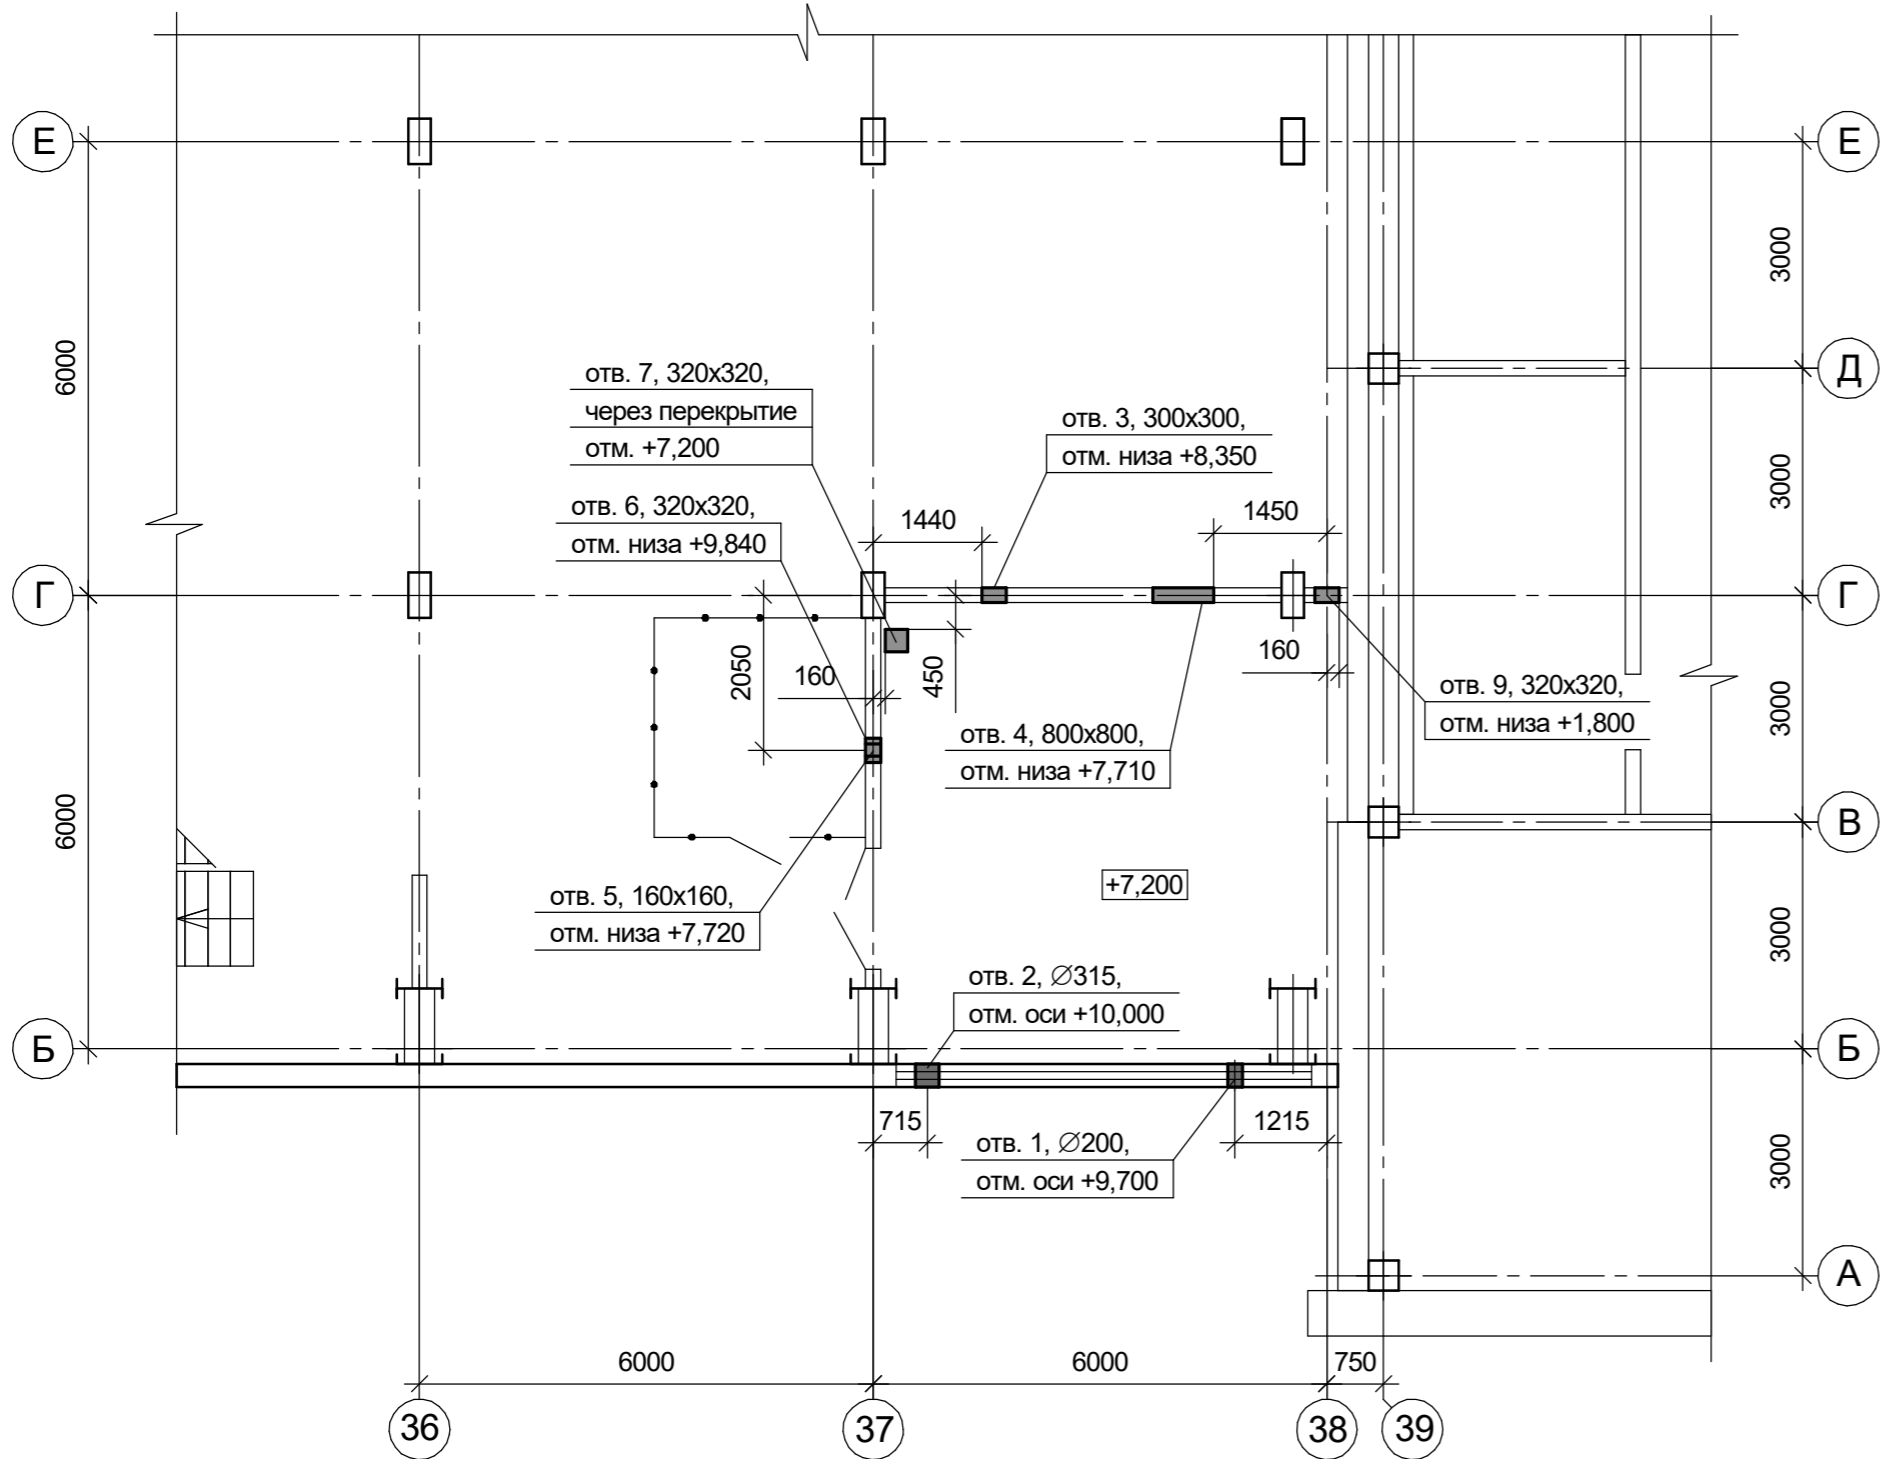 Е
Е
3000
6000
Д
отв. 7, 320х320,
через перекрытие
отм. +7,200
отв. 3, 300х300,
отм. низа +8,350
3000
отв. 6, 320х320,
отм. низа +9,840
1440
1450
Г
Г
2050
160
450
160
отв. 9, 320х320,
отм. низа +1,800
3000
отв. 4, 800х800,
отм. низа +7,710
6000
В
+7,200
отв. 5, 160х160,
отм. низа +7,720
3000
отв. 2, ∅315,
отм. оси +10,000
Б
Б
715
1215
отв. 1, ∅200,
отм. оси +9,700
3000
А
6000
6000
750
36
37
38
39